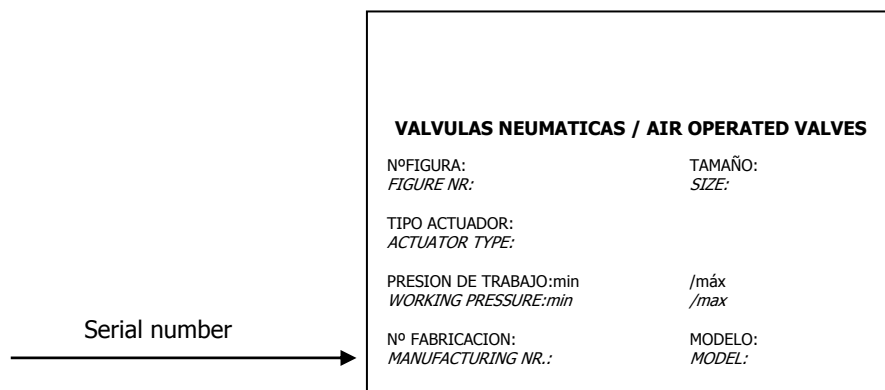 VALVULAS NEUMATICAS / AIR OPERATED VALVES
NºFIGURA: TAMAÑO:
FIGURE NR: SIZE:
TIPO ACTUADOR:
ACTUATOR TYPE:
PRESION DE TRABAJO:min /máx
WORKING PRESSURE:min /max
Serial number
Nº FABRICACION: MODELO:
MANUFACTURING NR.: MODEL: